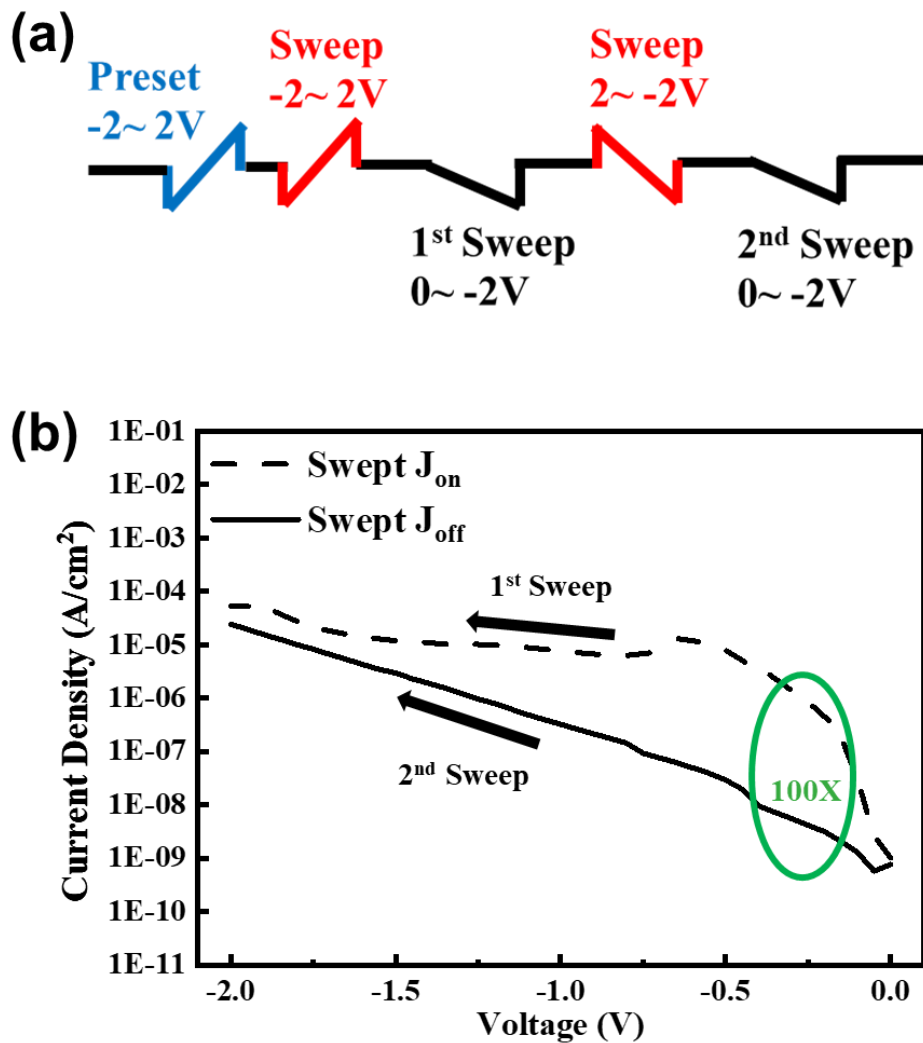 (a)
Preset
-2~ 2V
Sweep
-2~ 2V
Sweep
2~ -2V
1st Sweep
0~ -2V
2nd Sweep
0~ -2V
(b)
Current Density (A/cm2)
1E-01
1E-02
1E-03
1E-04
1E-05
1E-06
1E-07
1E-08
1E-09
1E-10
1E-11
Swept Jon
Swept Joff
1st Sweep
2nd Sweep
100X
-2.0
-1.5
-1.0
-0.5
0.0
Voltage (V)